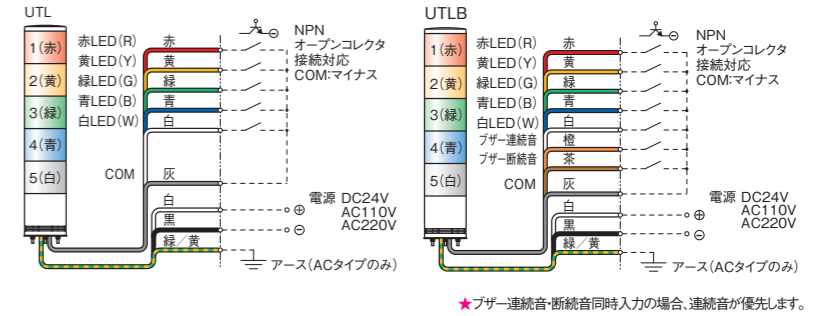 UTL
1(赤)
2(黄)
3(緑)
4(青)
5(白)
赤LED(R)
黄LED(Y)
緑LED(G)
青LED(B)
白LED(W)
COM
赤
黄
緑
青
白
灰
白
黒
緑/黄
NPN
オープンコレクタ
接続対応
COM:マイナス
電源 DC24V
AC110V
AC220V
⊕
⊖
アース(ACタイプのみ)
UTLB
1(赤)
2(黄)
3(緑)
4(青)
5(白)
赤LED(R)
黄LED(Y)
緑LED(G)
青LED(B)
白LED(W)
ブザー連続音
ブザー断続音
COM
赤
黄
緑
青
白
橙
茶
灰
白
黒
緑/黄
NPN
オープンコレクタ
接続対応
COM:マイナス
電源 DC24V
AC110V
AC220V
⊕
⊖
アース(ACタイプのみ)
★ブザー連続音・断続音同時入力の場合、連続音が優先します。